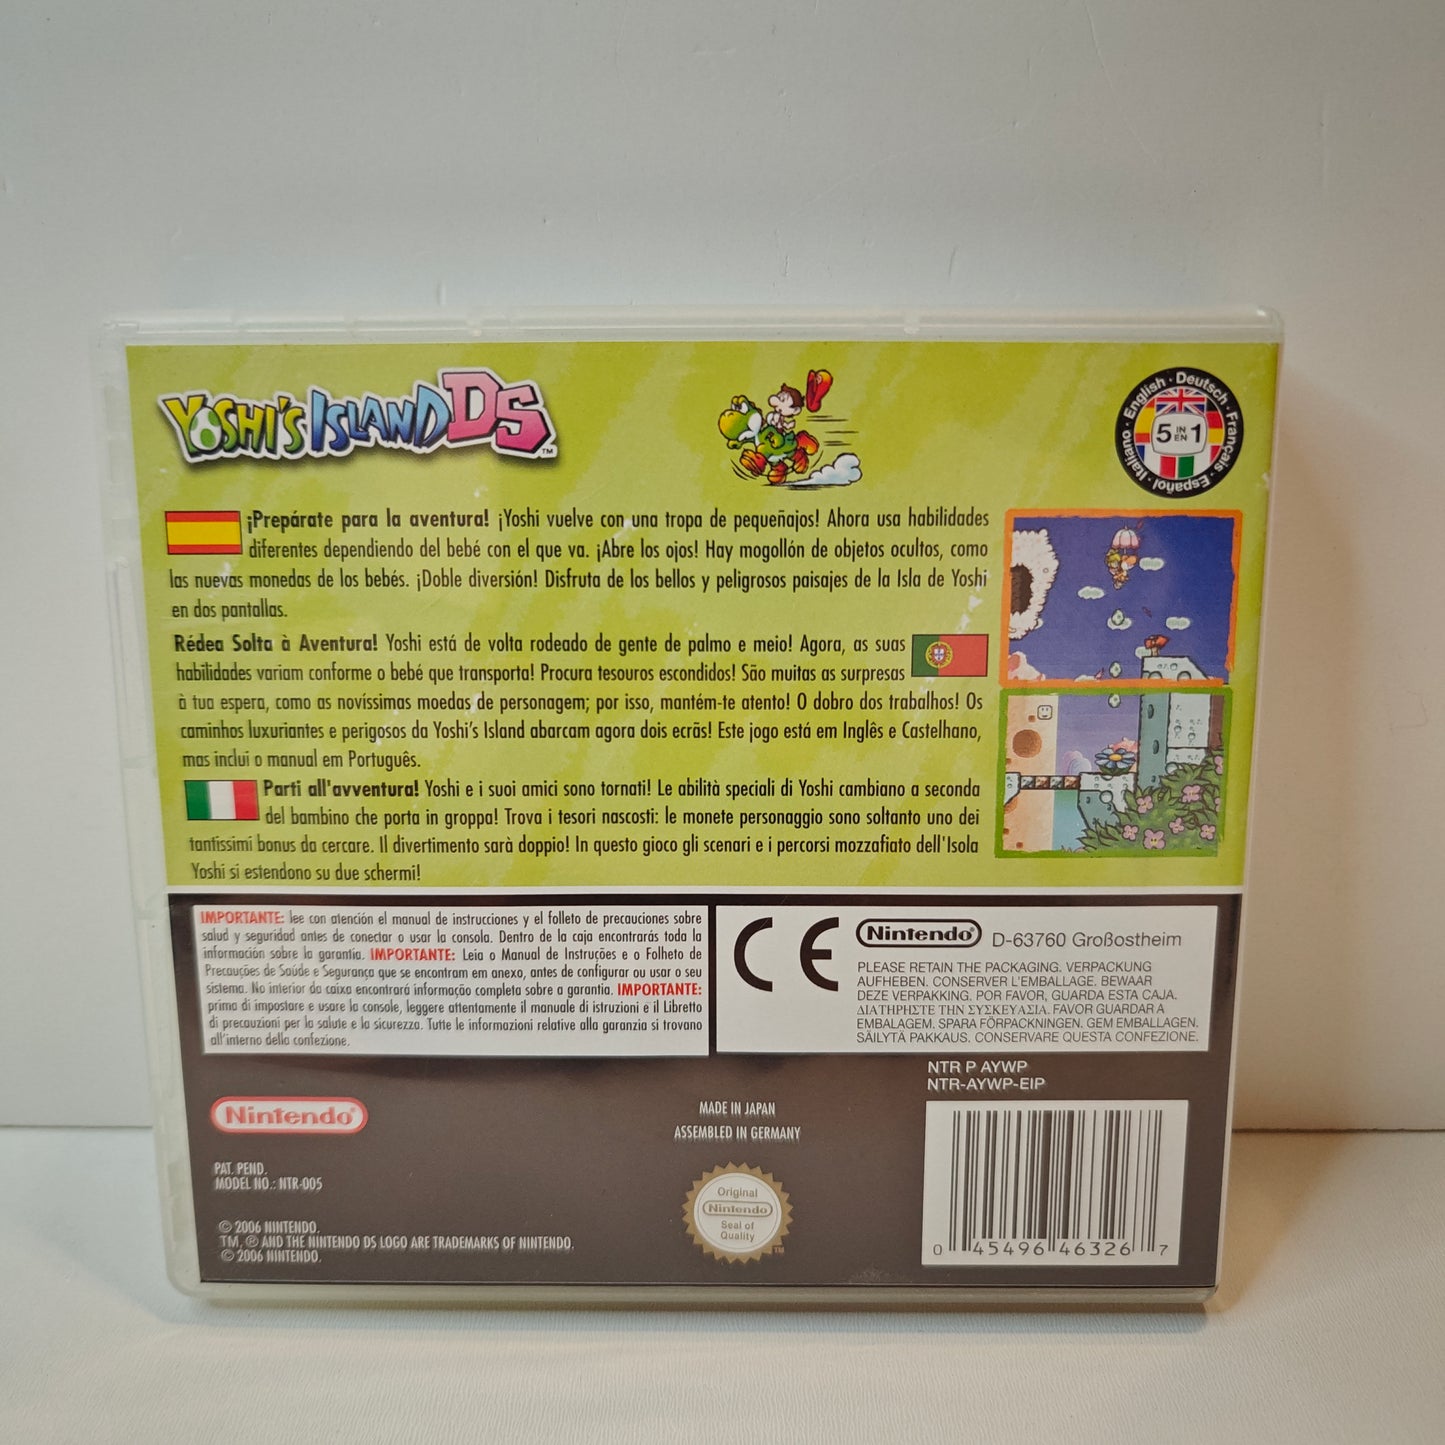 YOSHI'S ISLAND DS™
English · Deutsch · Français · Español · Italiano ·
5 IN EN 1
¡Prepárate para la aventura! ¡Yoshi vuelve con una tropa de pequeñajos! Ahora usa habilidades
diferentes dependiendo del bebé con el que va. ¡Abre los ojos! Hay mogollón de objetos ocultos, como
las nuevas monedas de los bebés. ¡Doble diversión! Disfruta de los bellos y peligrosos paisajes de la Isla de Yoshi
en dos pantallas.
Rédea Solta à Aventura! Yoshi está de volta rodeado de gente de palmo e meio! Agora, as suas
habilidades variam conforme o bebé que transporta! Procura tesouros escondidos! São muitas as surpresas
à tua espera, como as novíssimas moedas de personagem; por isso, mantém-te atento! O dobro dos trabalhos! Os
caminhos luxuriantes e perigosos da Yoshi's Island abarcam agora dois ecrãs! Este jogo está em Inglês e Castelhano,
mas inclui o manual em Português.
Parti all'avventura! Yoshi e i suoi amici sono tornati! Le abilità speciali di Yoshi cambiano a seconda
del bambino che porta in groppa! Trova i tesori nascosti: le monete personaggio sono soltanto uno dei
tantissimi bonus da cercare. Il divertimento sarà doppio! In questo gioco gli scenari e i percorsi mozzafiato dell'Isola
Yoshi si estendono su due schermi!
IMPORTANTE: lee con atención el manual de instrucciones y el folleto de precauciones sobre
salud y seguridad antes de conectar o usar la consola. Dentro de la caja encontrarás toda la
información sobre la garantía. IMPORTANTE: Leia o Manual de Instruções e o Folheto de
Precauções de Saúde e Segurança que se encontram em anexo, antes de configurar ou usar o seu
sistema. No interior da caixa encontrará informação completa sobre a garantia. IMPORTANTE:
prima di impostare e usare la console, leggere attentamente il manuale di istruzioni e il Libretto
di precauzioni per la salute e la sicurezza. Tutte le informazioni relative alla garanzia si trovano
all'interno della confezione.
CE
Nintendo® D-63760 Großostheim
PLEASE RETAIN THE PACKAGING. VERPACKUNG
AUFHEBEN. CONSERVER L'EMBALLAGE. BEWAAR
DEZE VERPAKKING. POR FAVOR, GUARDA ESTA CAJA.
ΔΙΑΤΗΡΗΣΤΕ ΤΗΝ ΣΥΣΚΕΥΑΣΙΑ. FAVOR GUARDAR A
EMBALAGEM. SPARA FÖRPACKNINGEN. GEM EMBALLAGEN.
SÄILYTÄ PAKKAUS. CONSERVARE QUESTA CONFEZIONE.
NTR P AYWP
NTR-AYWP-EIP
Nintendo®
MADE IN JAPAN
ASSEMBLED IN GERMANY
PAT. PEND.
MODEL NO.: NTR-005
Original
Nintendo
Seal of
Quality
TM
© 2006 NINTENDO.
TM, ® AND THE NINTENDO DS LOGO ARE TRADEMARKS OF NINTENDO.
© 2006 NINTENDO.
0 45496 46326 7